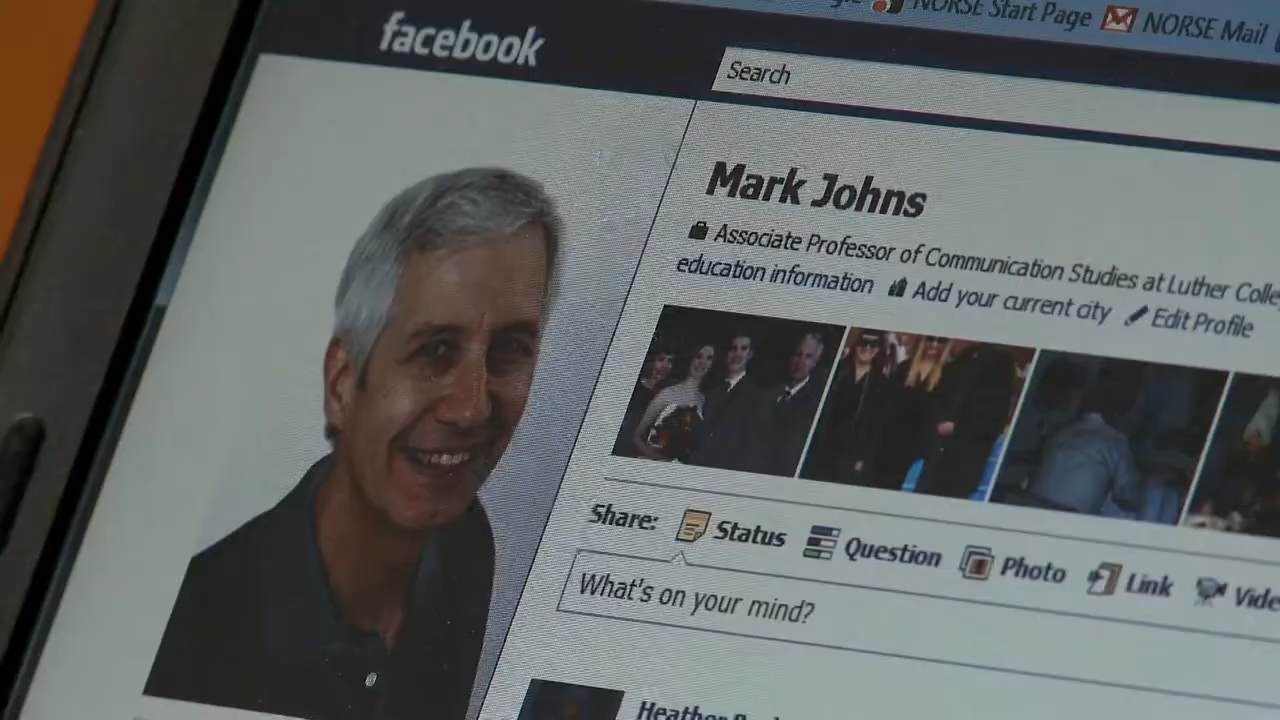 NORSE Start Page NORSE Mail
facebook
Search
Mark Johns
Associate Professor of Communication Studies at Luther
education information Add your current city Edit Profile
Share: Status Question Photo Link
What's on your mind?
Heather